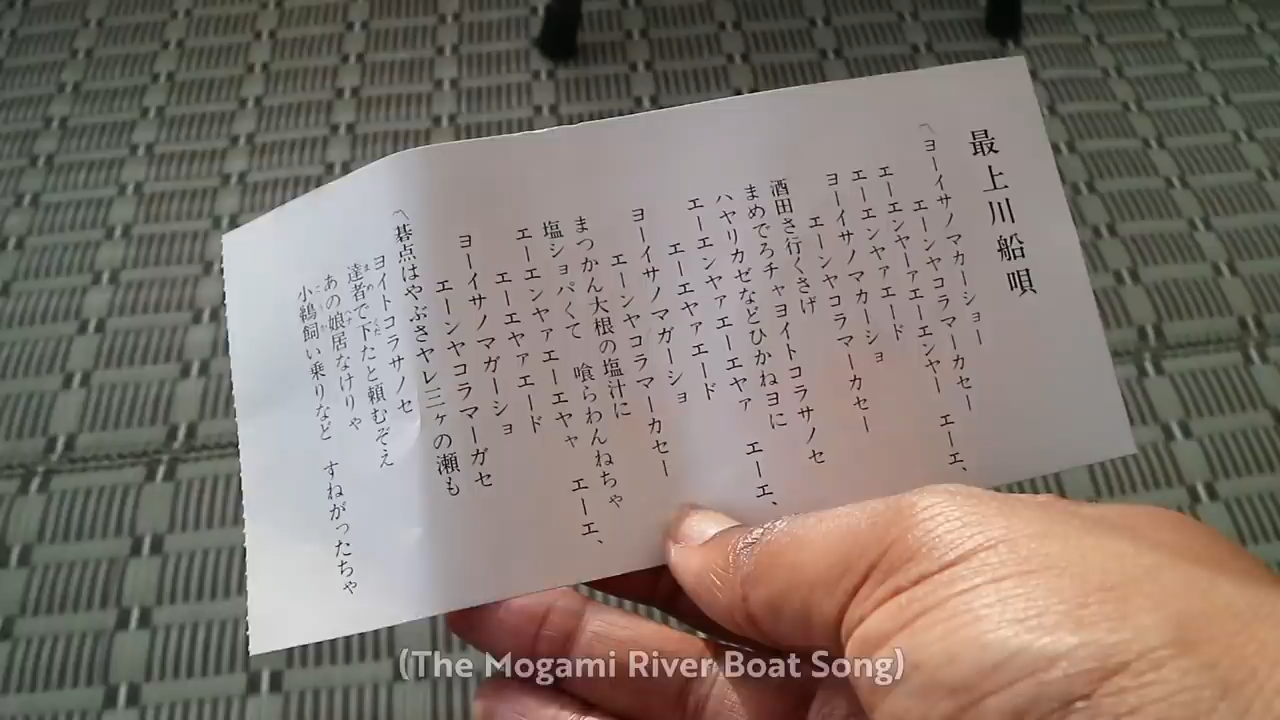 最上川船唄
〽ヨーイサノマカーショー
エーンヤコラマーカセー
エーエンヤーァエーエンヤー エーエ、
エーエンヤァエード
ヨーイサノマカーショ
エーンヤコラマーカセー
酒田さ行ぐさげ
まめでろチャヨイトコラサノセ
ハヤリカゼなどひかねヨに
エーエンヤァエーエヤァ エーエ、
エーエヤァエード
ヨーイサノマガーショ
エーンヤコラマーカセー
まつかん大根の塩汁に
塩ショパくて 喰らわんねちゃ
エーエンヤァエーエヤャ エーエ、
エーエヤァエード
ヨーイサノマガーショ
エーンヤコラマーガセ
〽碁点はやぶさヤレ三ヶの瀬も
ヨイトコラサノセ
達者で下たと頼むぞえ
あの娘居なけりゃ
小鵜飼い乗りなど すねがったちゃ
(The Mogami River Boat Song)